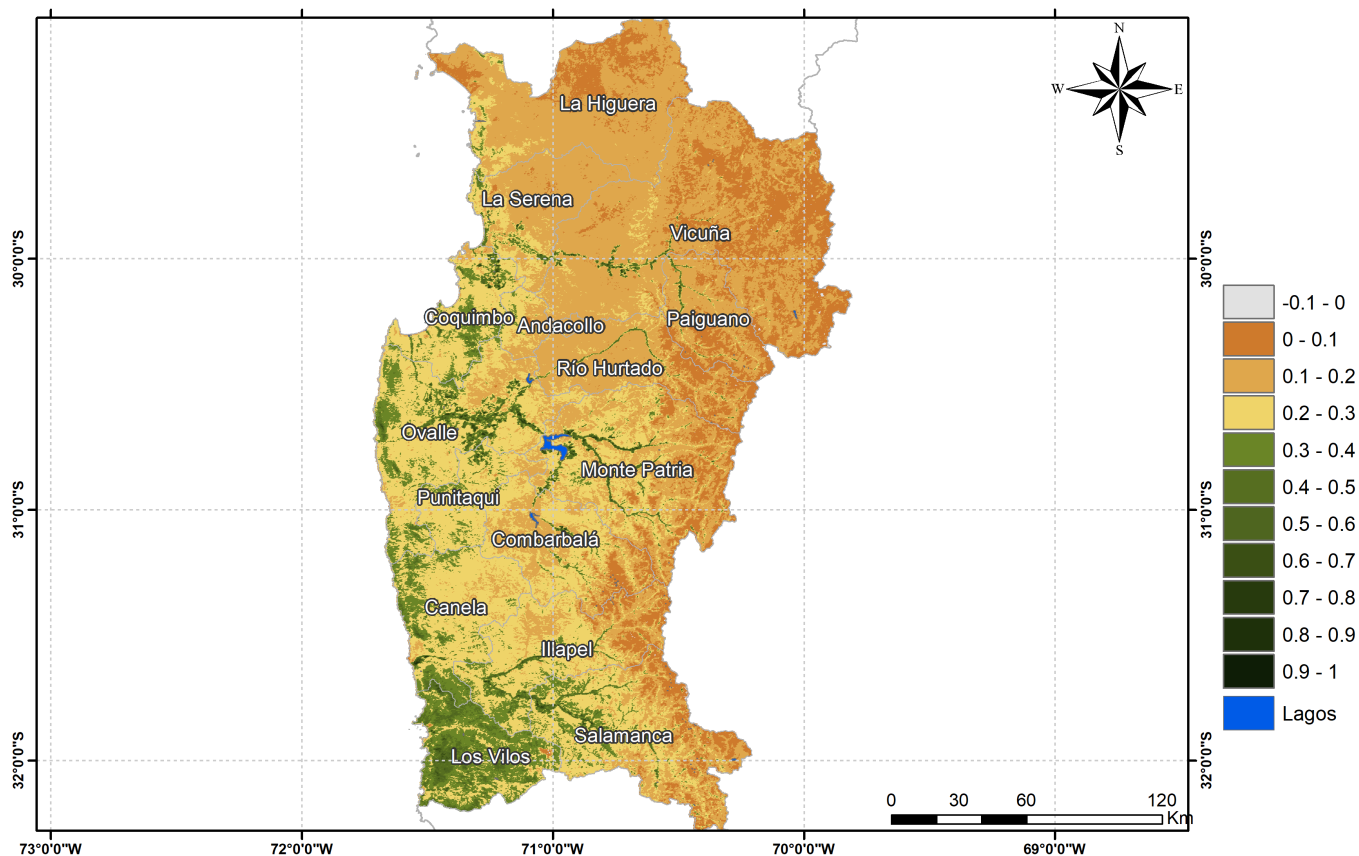 N
W E
S
La Higuera
La Serena
Vicuña
30°0'0"S
30°0'0"S
Coquimbo
Andacollo
Paiguano
Río Hurtado
Ovalle
Monte Patria
Punitaqui
31°0'0"S
31°0'0"S
Combarbalá
Canela
Illapel
Salamanca
Los Vilos
32°0'0"S
32°0'0"S
-0.1 - 0
0 - 0.1
0.1 - 0.2
0.2 - 0.3
0.3 - 0.4
0.4 - 0.5
0.5 - 0.6
0.6 - 0.7
0.7 - 0.8
0.8 - 0.9
0.9 - 1
Lagos
0 30 60 120
Km
73°0'0"W 72°0'0"W 71°0'0"W 70°0'0"W 69°0'0"W